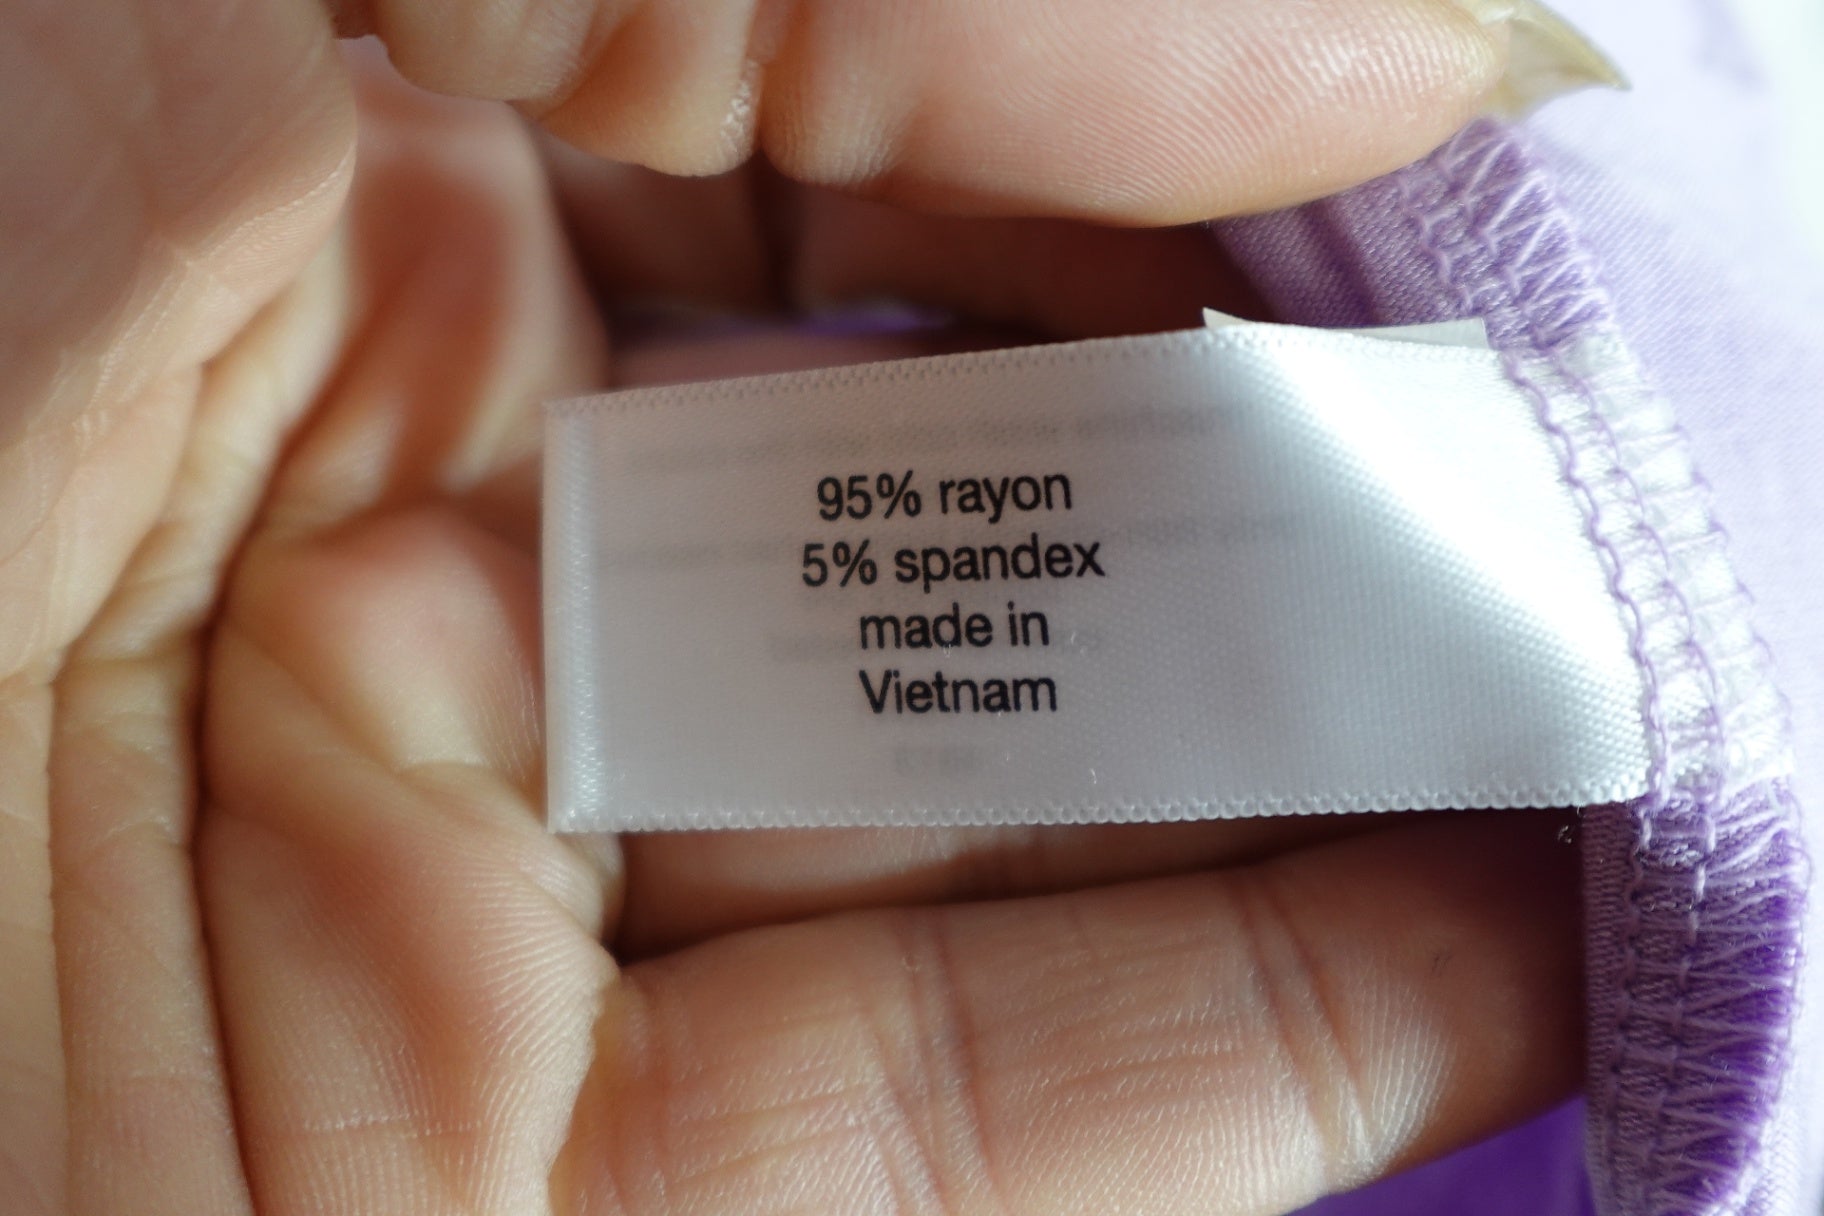 95% rayon
5% spandex
made in
Vietnam